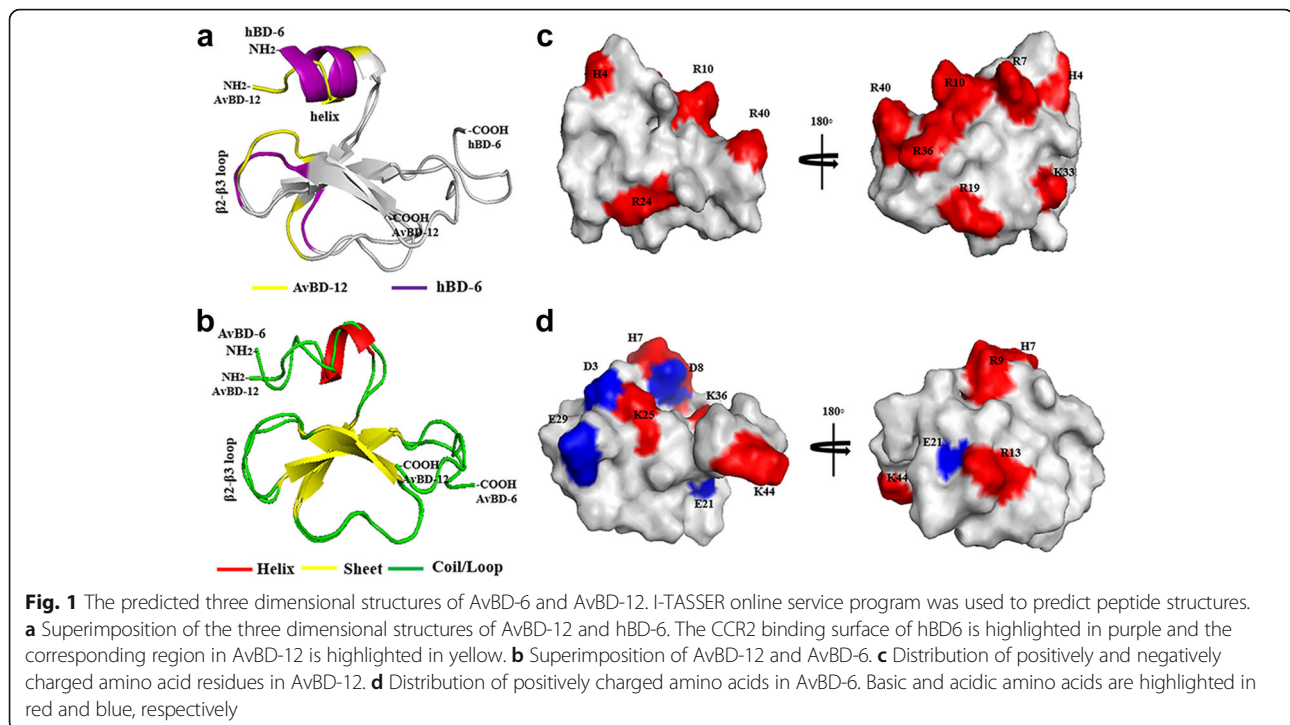 a
hBD-6
NH2-
NH2-
AvBD-12
helix
-COOH
hBD-6
β2-β3 loop
-COOH
AvBD-12
AvBD-12
hBD-6
c
H4
R10
R40
R24
180°
R7
H4
R10
R40
R36
K33
R19
b
AvBD-6
NH2-
NH2-
AvBD-12
β2-β3 loop
-COOH
AvBD-12
-COOH
AvBD-6
Helix
Sheet
Coil/Loop
d
H7
D3
D8
K36
K25
E29
K44
E21
180°
H7
R9
E21
R13
K44
Fig. 1 The predicted three dimensional structures of AvBD-6 and AvBD-12. I-TASSER online service program was used to predict peptide structures.
a Superimposition of the three dimensional structures of AvBD-12 and hBD-6. The CCR2 binding surface of hBD6 is highlighted in purple and the
corresponding region in AvBD-12 is highlighted in yellow. b Superimposition of AvBD-12 and AvBD-6. c Distribution of positively and negatively
charged amino acid residues in AvBD-12. d Distribution of positively charged amino acids in AvBD-6. Basic and acidic amino acids are highlighted in
red and blue, respectively